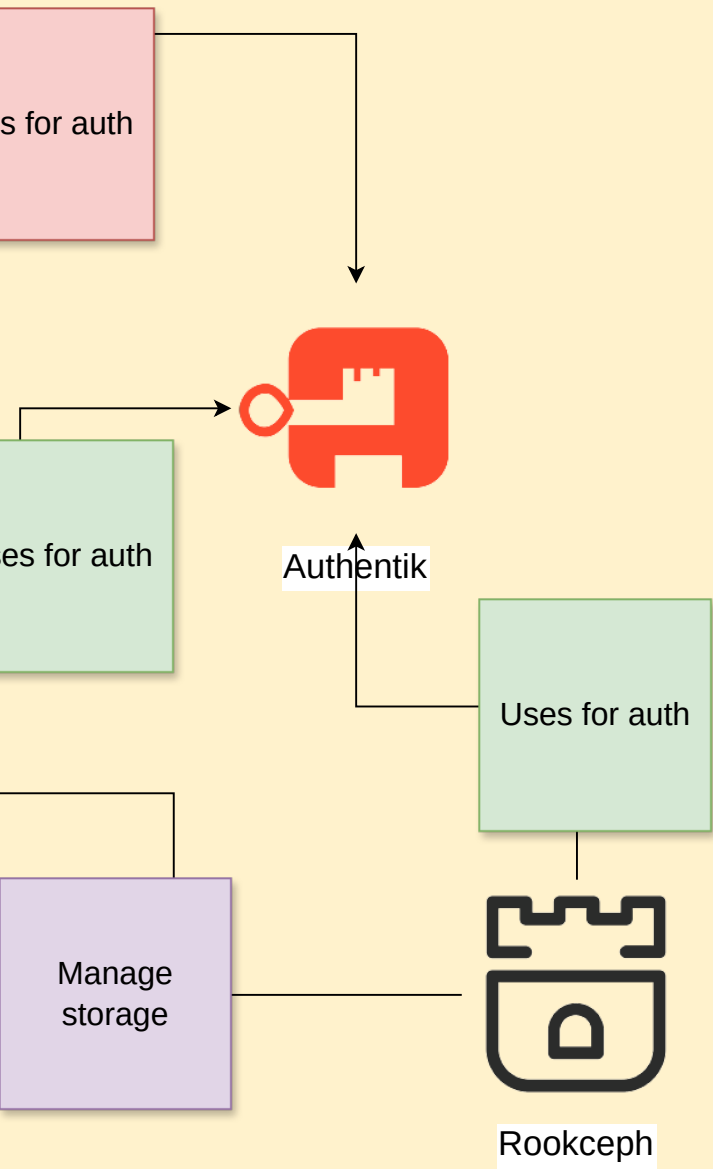 s for auth
es for auth
Authentik
Uses for auth
Manage
storage
Rookceph